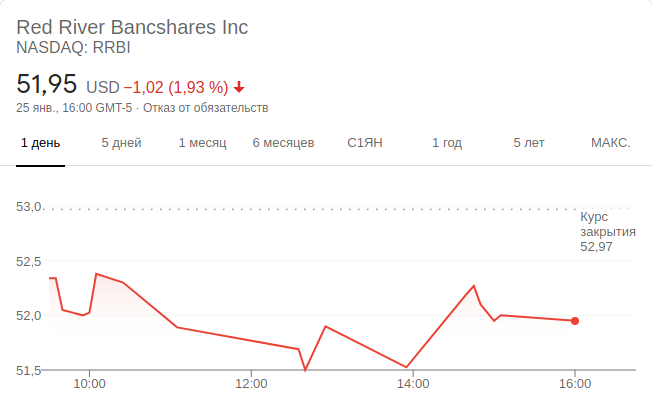 Red River Bancshares Inc
NASDAQ: RRBI
51,95 USD −1,02 (1,93 %)
25 янв., 16:00 GMT-5 · Отказ от обязательств
1 день 5 дней 1 месяц 6 месяцев С1ЯН 1 год 5 лет МАКС.
53,0
Курс
закрытия
52,97
52,5
52,0
51,5
10:00 12:00 14:00 16:00